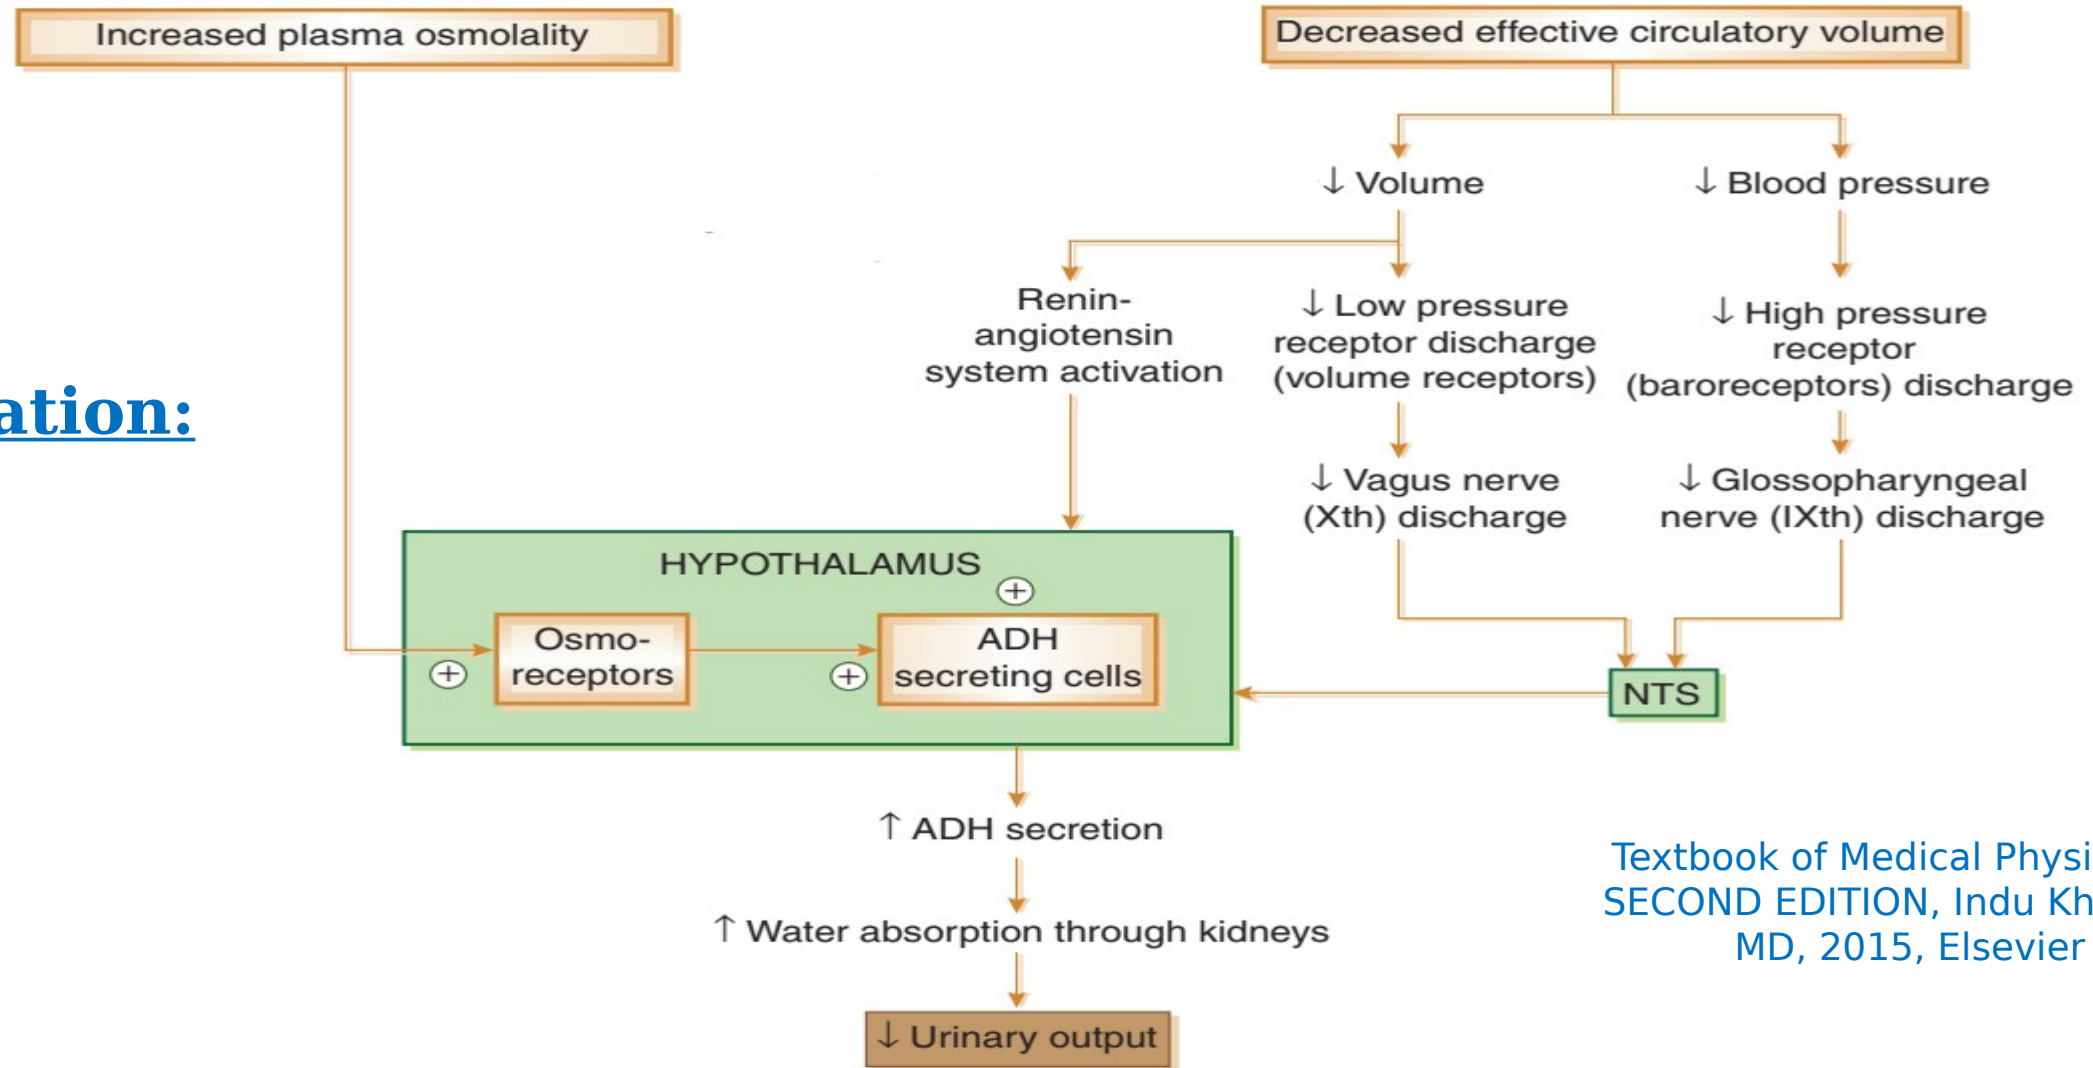 Increased plasma osmolality
Decreased effective circulatory volume
↓ Volume
↓ Blood pressure
Renin-
angiotensin
system activation
↓ Low pressure
receptor discharge
(volume receptors)
↓ High pressure
receptor
(baroreceptors) discharge
ation:
↓ Vagus nerve
(Xth) discharge
↓ Glossopharyngeal
nerve (IXth) discharge
HYPOTHALAMUS
+
Osmo-
receptors
+
+
ADH
secreting cells
NTS
↑ ADH secretion
↑ Water absorption through kidneys
↓ Urinary output
Textbook of Medical Physi
SECOND EDITION, Indu Kh
MD, 2015, Elsevier